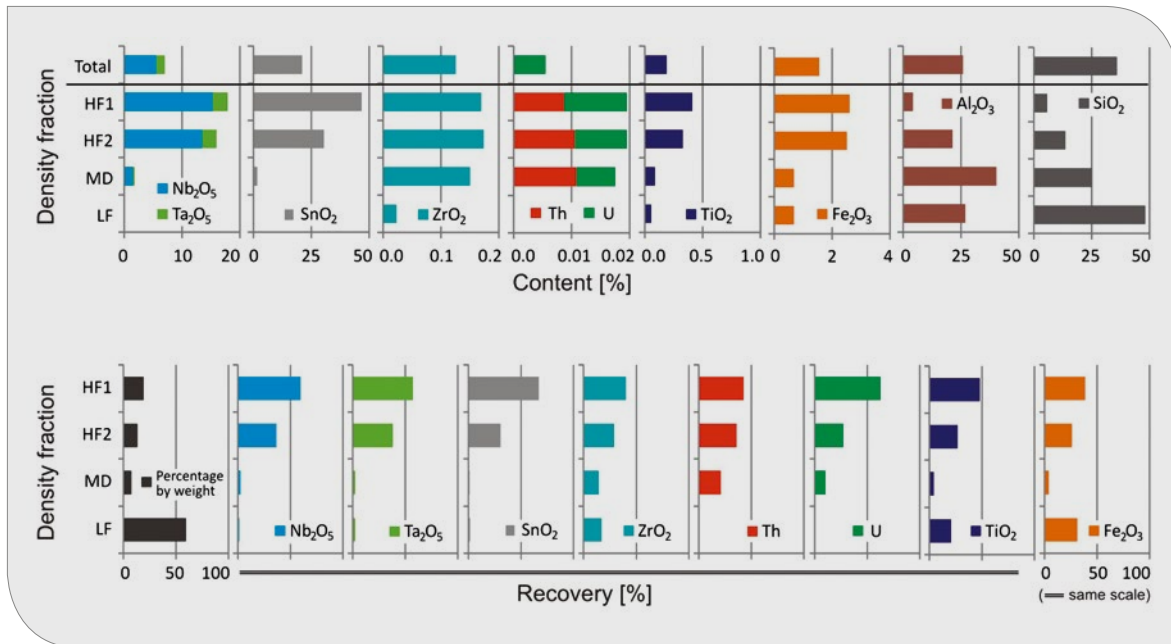 Density fraction
Total
HF1
HF2
MD
LF
Nb₂O₅
Ta₂O₅
SnO₂
ZrO₂
Th U
TiO₂
Fe₂O₃
Al₂O₃
SiO₂
0 10 20 0 25 50 0.0 0.1 0.2 0 0.01 0.02 0.0 0.5 1.0 0 2 4 0 25 50 0 25 50
Content [%]
Density fraction
HF1
HF2
MD
LF
Percentage
by weight
Nb₂O₅
Ta₂O₅
SnO₂
ZrO₂
Th
U
TiO₂
Fe₂O₃
0 50 100 0 50 100
Recovery [%]
(═ same scale)